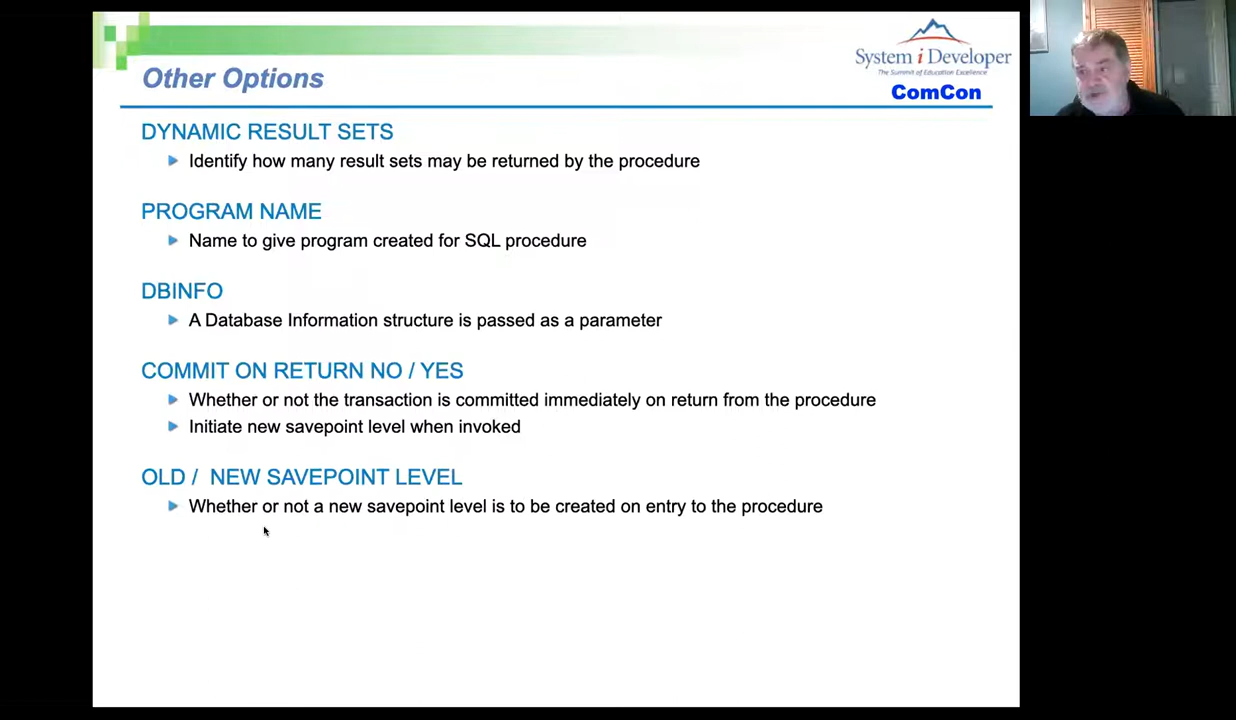 System i Developer
The Summit of Education Excellence
ComCon
Other Options
DYNAMIC RESULT SETS
Identify how many result sets may be returned by the procedure
PROGRAM NAME
Name to give program created for SQL procedure
DBINFO
A Database Information structure is passed as a parameter
COMMIT ON RETURN NO / YES
Whether or not the transaction is committed immediately on return from the procedure
Initiate new savepoint level when invoked
OLD / NEW SAVEPOINT LEVEL
Whether or not a new savepoint level is to be created on entry to the procedure